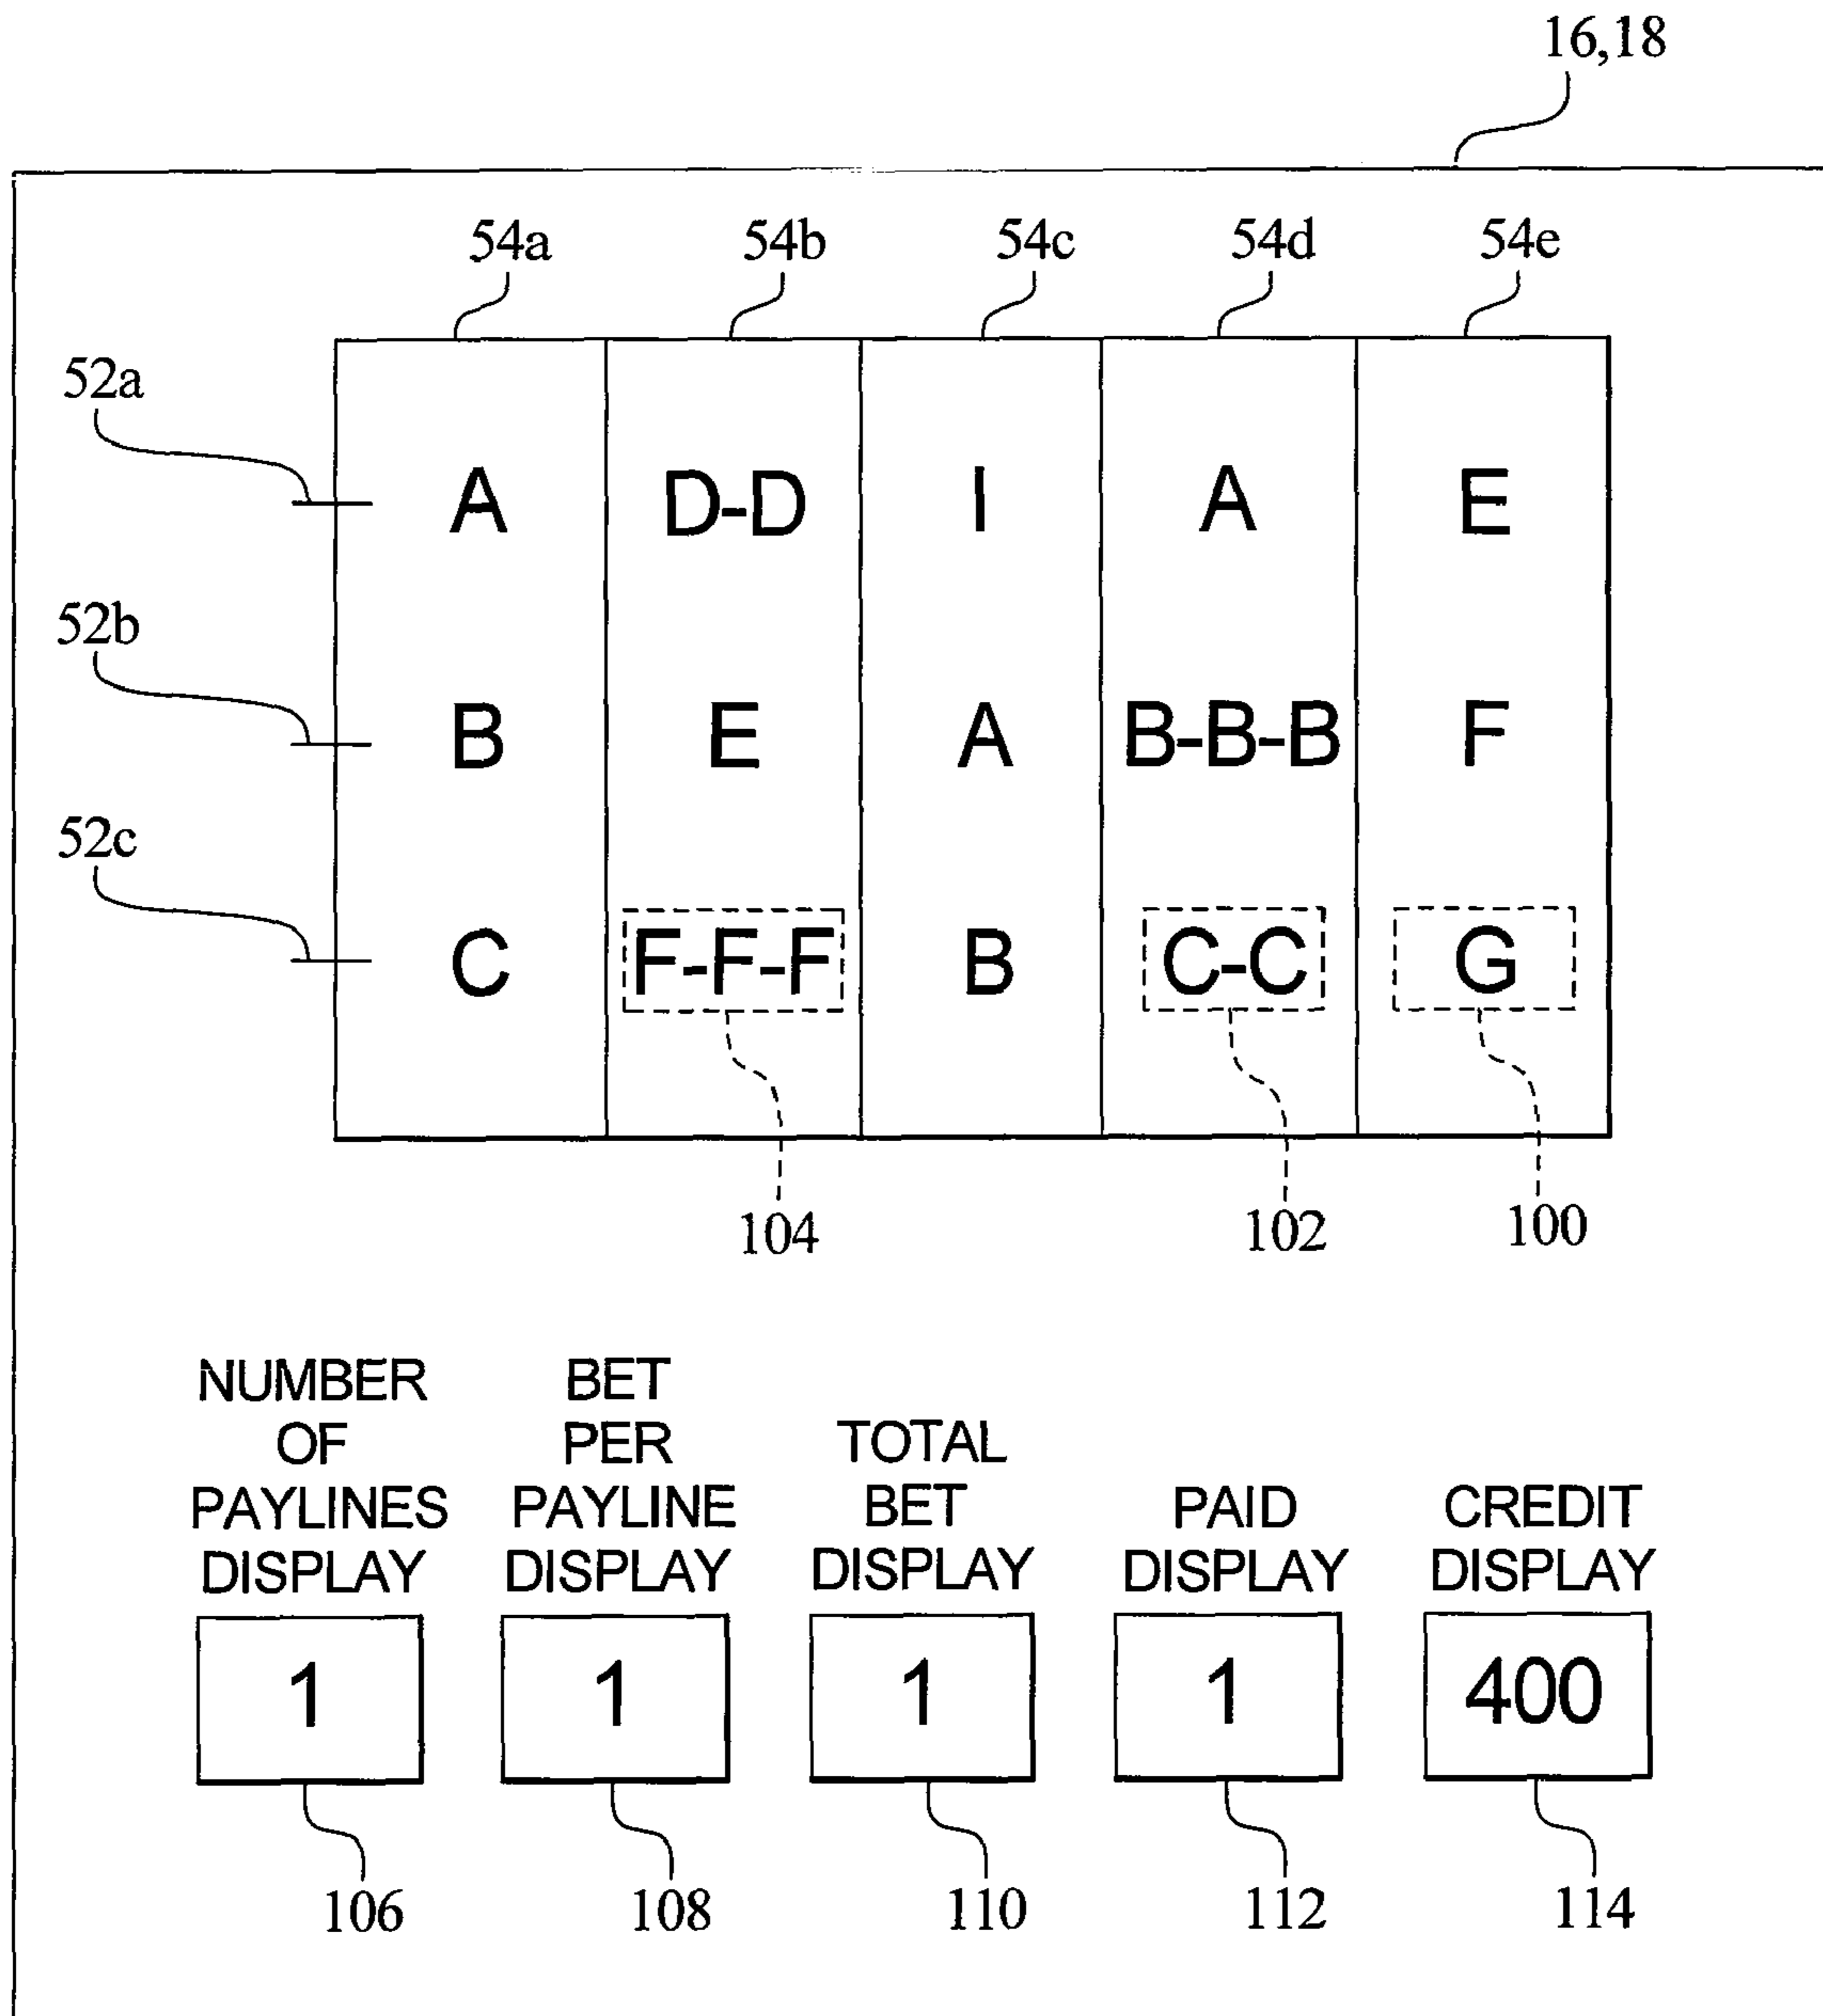 16,18
54a 54b 54c 54d 54e
52a
A D-D I A E
52b
B E A B-B-B F
52c
C F-F-F B C-C G
104 102 100
NUMBER BET
OF PER TOTAL
PAYLINES PAYLINE BET PAID CREDIT
DISPLAY DISPLAY DISPLAY DISPLAY DISPLAY
1 1 1 1 400
106 108 110 112 114